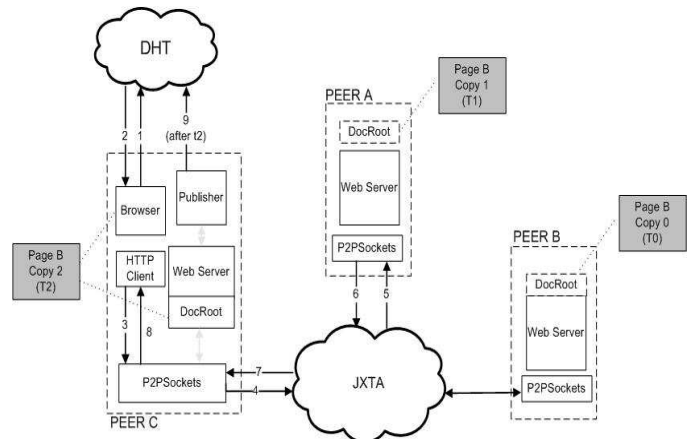 DHT
Page B
Copy 1
(T1)
PEER A
9
2
1
(after t2)
DocRoot
Web Server
Publisher
Browser
Page B
Copy 0
(T0)
PEER B
P2PSockets
Page B
Copy 2
(T2)
HTTP
Client
Web Server
DocRoot
DocRoot
6
5
Web Server
3
8
7
P2PSockets
4
JXTA
P2PSockets
PEER C